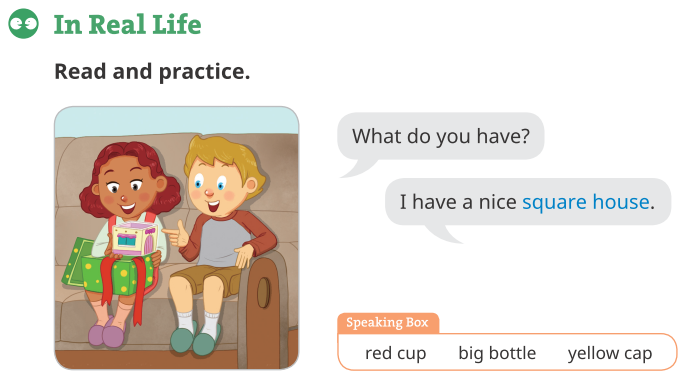 In Real Life
Read and practice.
What do you have?
I have a nice square house.
Speaking Box
red cup big bottle yellow cap